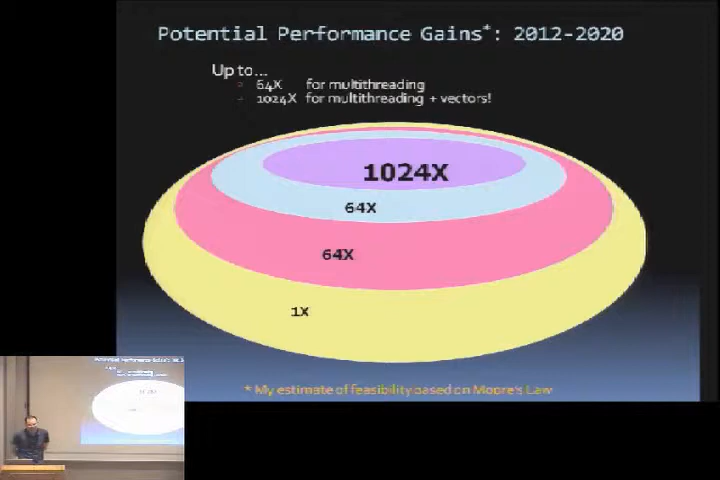 Potential Performance Gains*: 2012-2020
Up to...
- 64X for multithreading
- 1024X for multithreading + vectors!
1024X
64X
64X
1X
* My estimate of feasibility based on Moore's Law